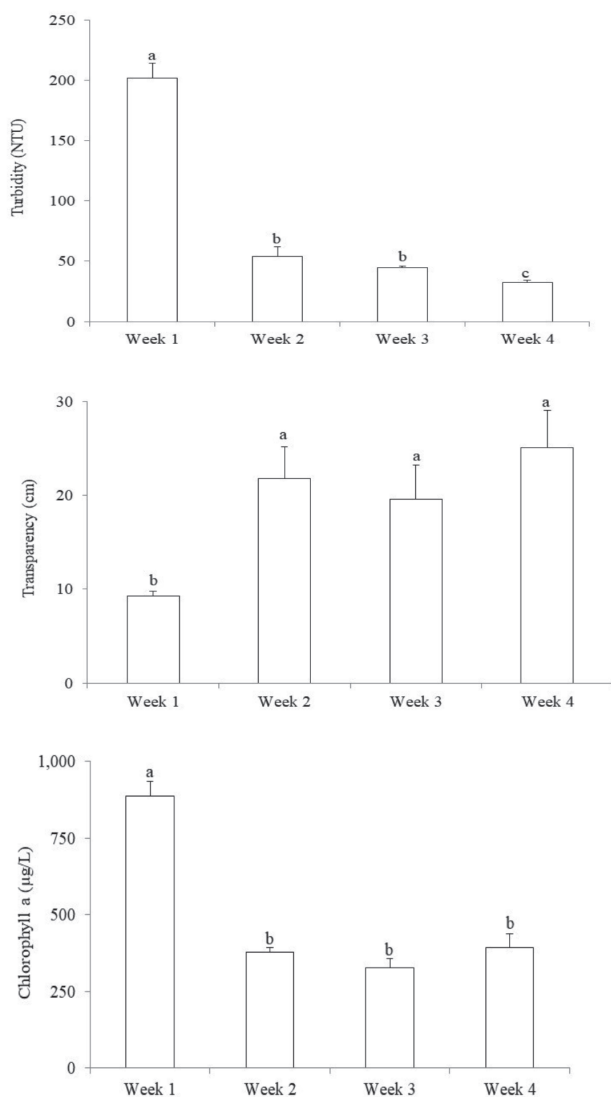 250
a
200
150
Turbidity (NTU)
100
b
b
50
c
0
Week 1 Week 2 Week 3 Week 4
30
a
a
a
20
Transparency (cm)
b
10
0
Week 1 Week 2 Week 3 Week 4
1,000
a
750
Chlorophyll a (µg/L)
500
b
b
b
250
0
Week 1 Week 2 Week 3 Week 4